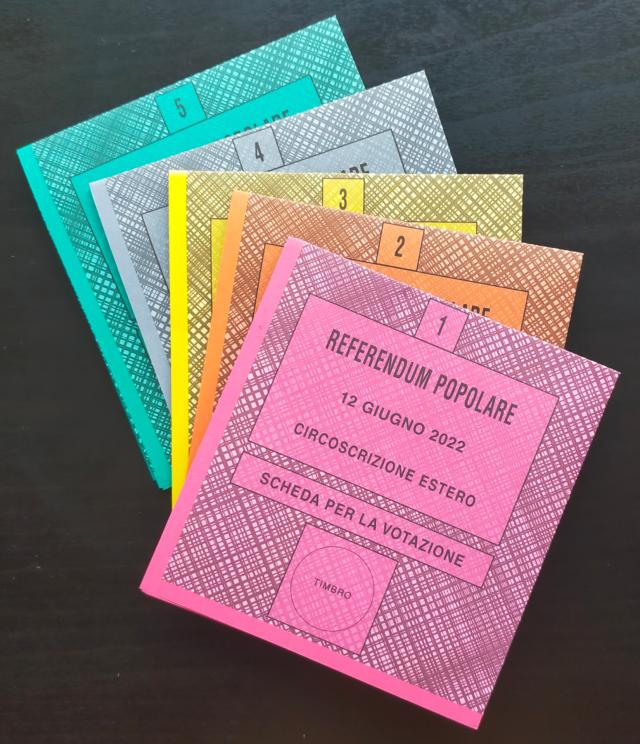 5
4
3
2
1
REFERENDUM POPOLARE
12 GIUGNO 2022
CIRCOSCRIZIONE ESTERO
SCHEDA PER LA VOTAZIONE
TIMBRO